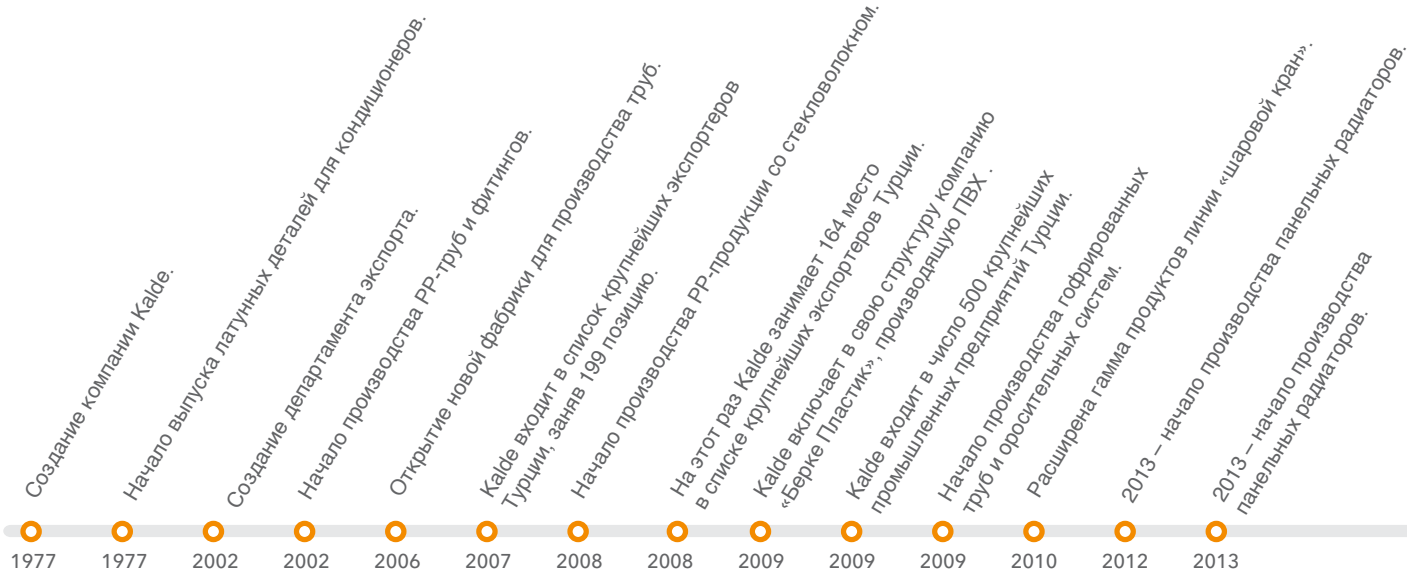 Создание компании Kalde.
Начало выпуска латунных деталей для кондиционеров.
Создание департамента экспорта.
Начало производства PP-труб и фитингов.
Открытие новой фабрики для производства труб.
Kalde входит в список крупнейших экспортеров
Турции, заняв 199 позицию.
Начало производства PP-продукции со стекловолокном.
На этот раз Kalde занимает 164 место
в списке крупнейших экспортеров Турции.
Kalde включает в свою структуру компанию
«Берке Пластик», производящую ПВХ .
Kalde входит в число 500 крупнейших
промышленных предприятий Турции.
Начало производства гофрированных
труб и оросительных систем.
Расширена гамма продуктов линии «шаровой кран».
2013 – начало производства панельных радиаторов.
2013 – начало производства
панельных радиаторов.
1977 1977 2002 2002 2006 2007 2008 2008 2009 2009 2009 2010 2012 2013